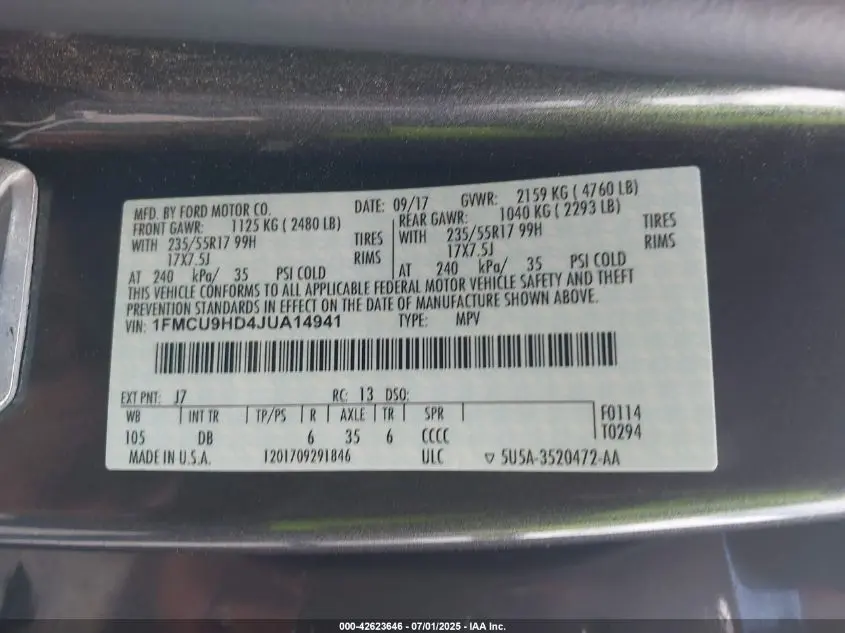 MFD. BY FORD MOTOR CO. DATE: 09/17 GVWR: 2159 KG ( 4760 LB)
FRONT GAWR: 1125 KG ( 2480 LB) REAR GAWR: 1040 KG ( 2293 LB)
WITH 235/55R17 99H TIRES WITH 235/55R17 99H TIRES
17X7.5J RIMS 17X7.5J RIMS
AT 240 kPa/ 35 PSI COLD AT 240 kPa/ 35 PSI COLD
THIS VEHICLE CONFORMS TO ALL APPLICABLE FEDERAL MOTOR VEHICLE SAFETY AND THEFT
PREVENTION STANDARDS IN EFFECT ON THE DATE OF MANUFACTURE SHOWN ABOVE.
VIN: 1FMCU9HD4JUA14941 TYPE: MPV
EXT PNT: J7 RC: 13 DSO:
WB INT TR TP/PS R AXLE TR SPR F0114
105 DB 6 35 6 CCCC T0294
MADE IN U.S.A. 1201709291846 ULC ▽ 5U5A-3520472-AA
000-42623646 - 07/01/2025 - IAA Inc.